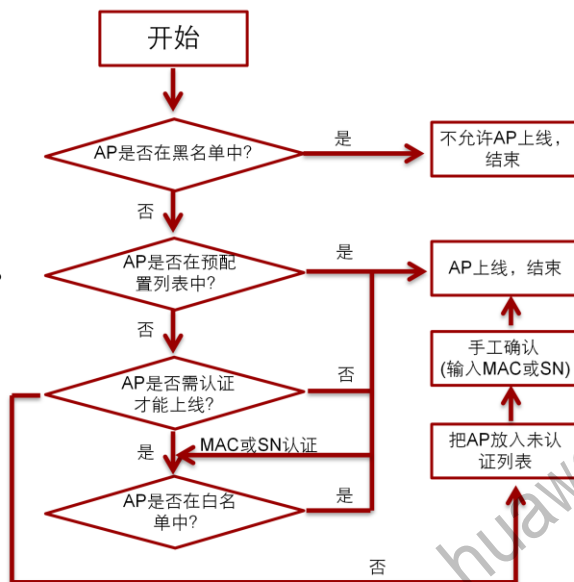 开始
AP是否在黑名单中?
是
不允许AP上线，
结束
否
AP是否在预配
置列表中?
是
AP上线，结束
否
手工确认
(输入MAC或SN)
AP是否需认证
才能上线?
否
是
MAC或SN认证
把AP放入未认
证列表
AP是否在白名
单中?
是
否
huawe